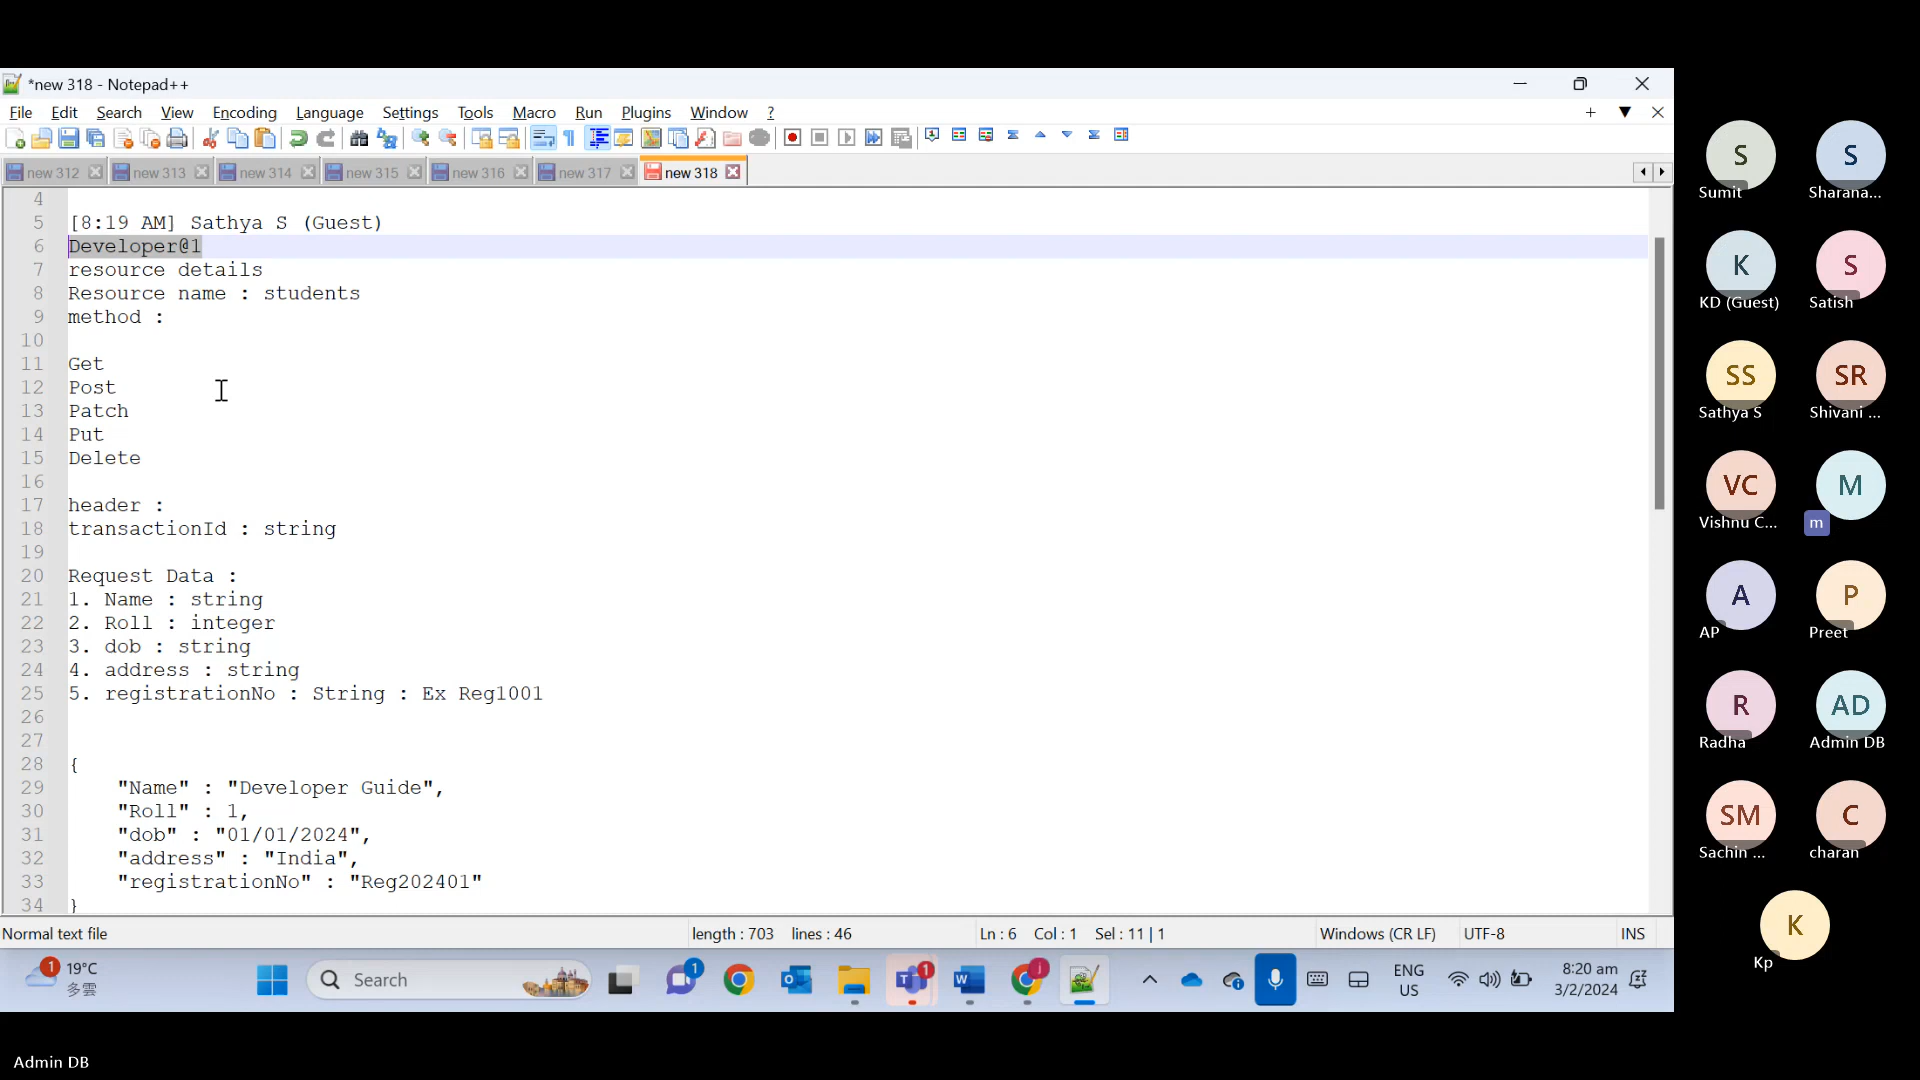 *new 318 - Notepad++
File Edit Search View Encoding Language Settings Tools Macro Run Plugins Window ?
new 312 new 313 new 314 new 315 new 316 new 317 new 318
4
5 [8:19 AM] Sathya S (Guest)
6 Developer@1
7 resource details
8 Resource name : students
9 method :
10
11 Get
12 Post
13 Patch
14 Put
15 Delete
16
17 header :
18 transactionId : string
19
20 Request Data :
21 1. Name : string
22 2. Roll : integer
23 3. dob : string
24 4. address : string
25 5. registrationNo : String : Ex Reg1001
26
27
28 {
29 "Name" : "Developer Guide",
30 "Roll" : 1,
31 "dob" : "01/01/2024",
32 "address" : "India",
33 "registrationNo" : "Reg202401"
34 }
Normal text file length : 703 lines : 46 Ln : 6 Col : 1 Sel : 11 | 1 Windows (CR LF) UTF-8 INS
1 19°C
多雲
Search
1
1
j
ENG
US
8:20 am
3/2/2024
S S
Sumit Sharana...
K S
KD (Guest) Satish
SS SR
Sathya S Shivani ...
VC M
Vishnu C... m
A P
AP Preet
R AD
Radha Admin DB
SM C
Sachin ... charan
K
Kp
Admin DB